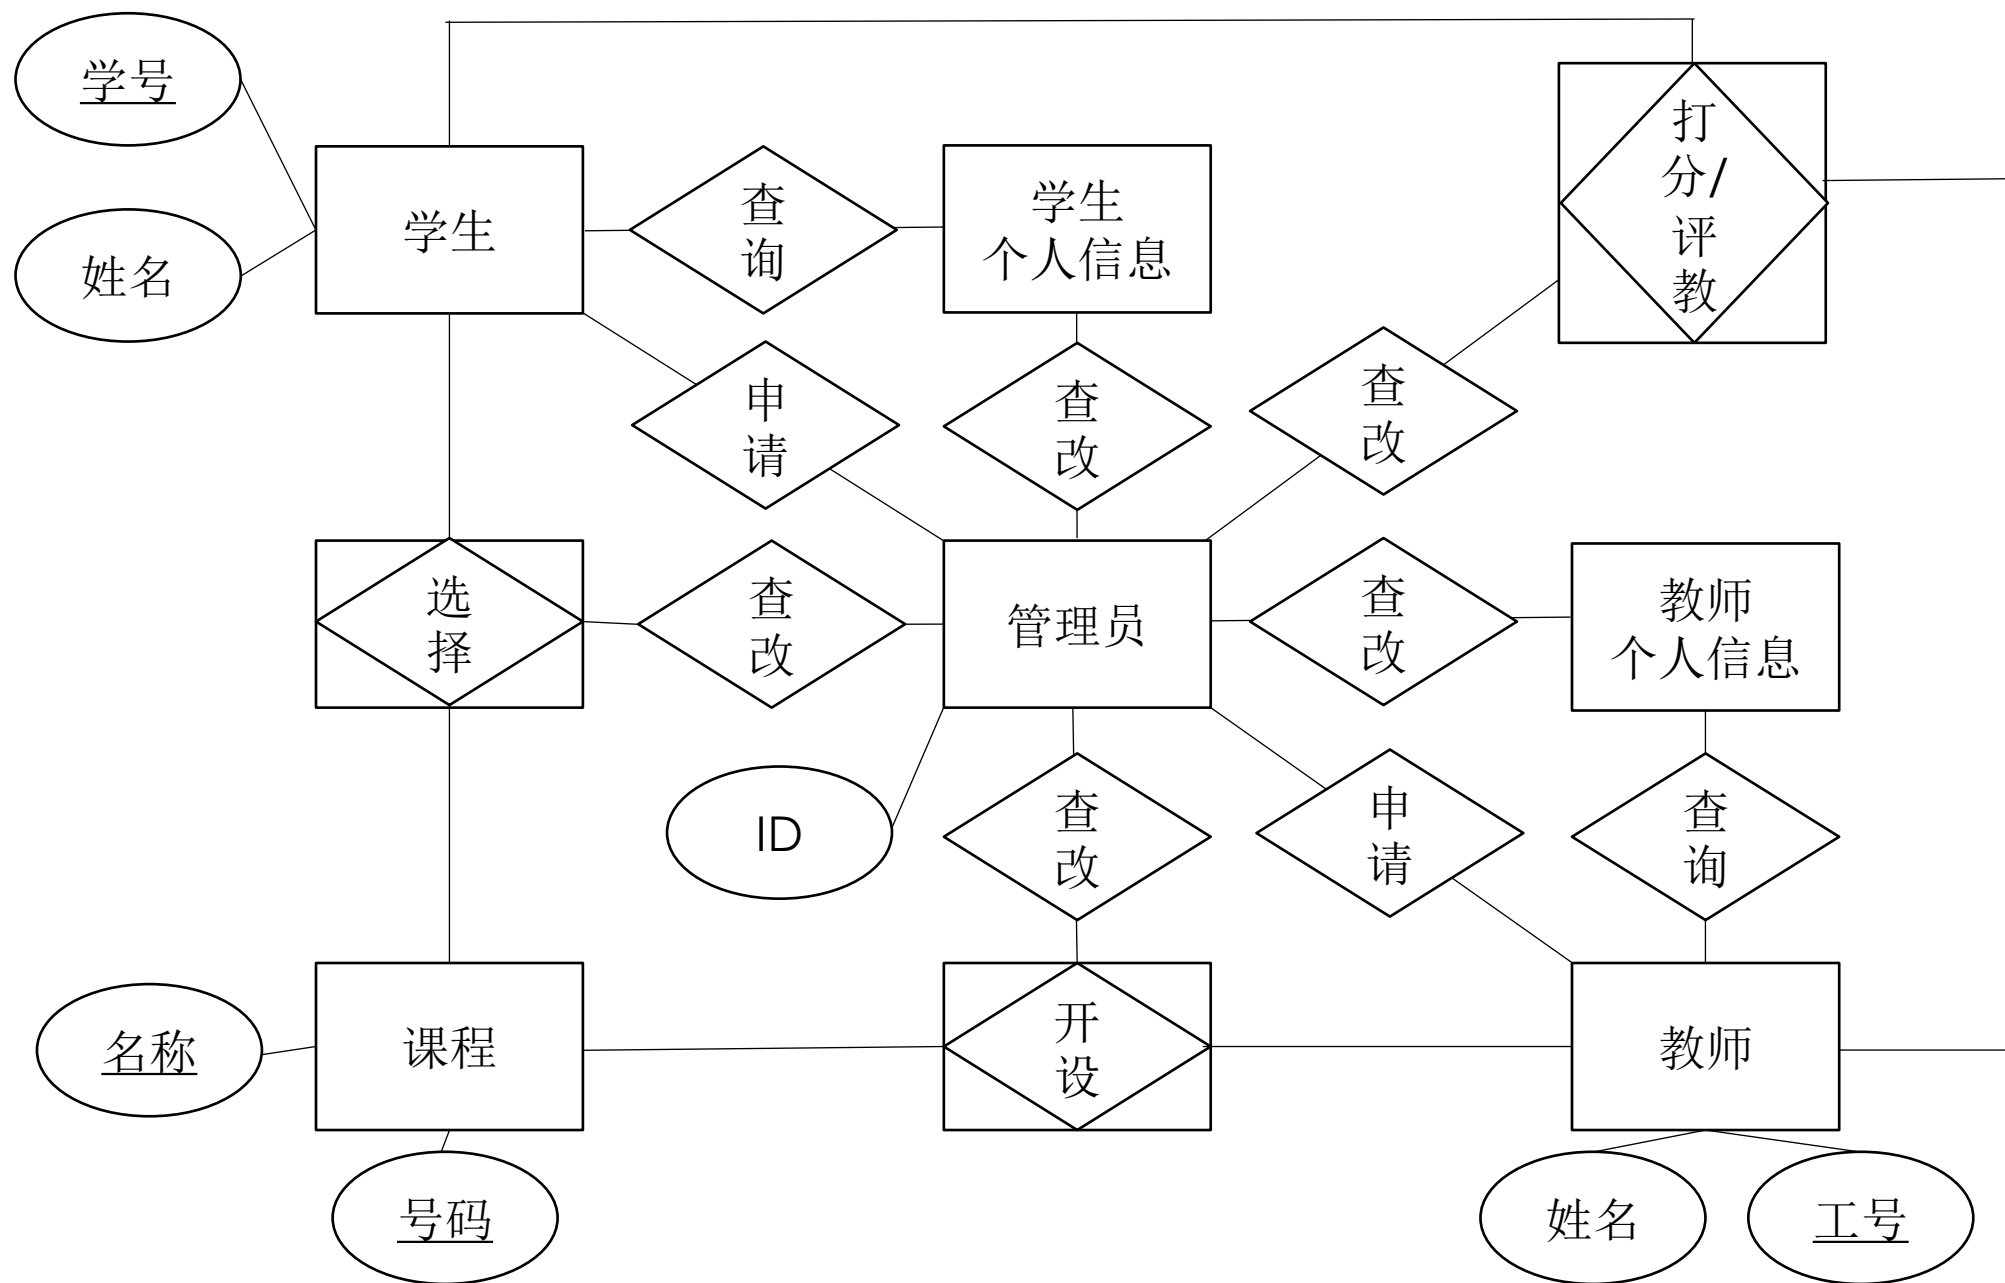 学号
姓名
学生
查
询
学生
个人信息
打
分/
评
教
申
请
查
改
查
改
选
择
查
改
管理员
查
改
教师
个人信息
ID
查
改
申
请
查
询
名称
课程
开
设
教师
号码
姓名
工号